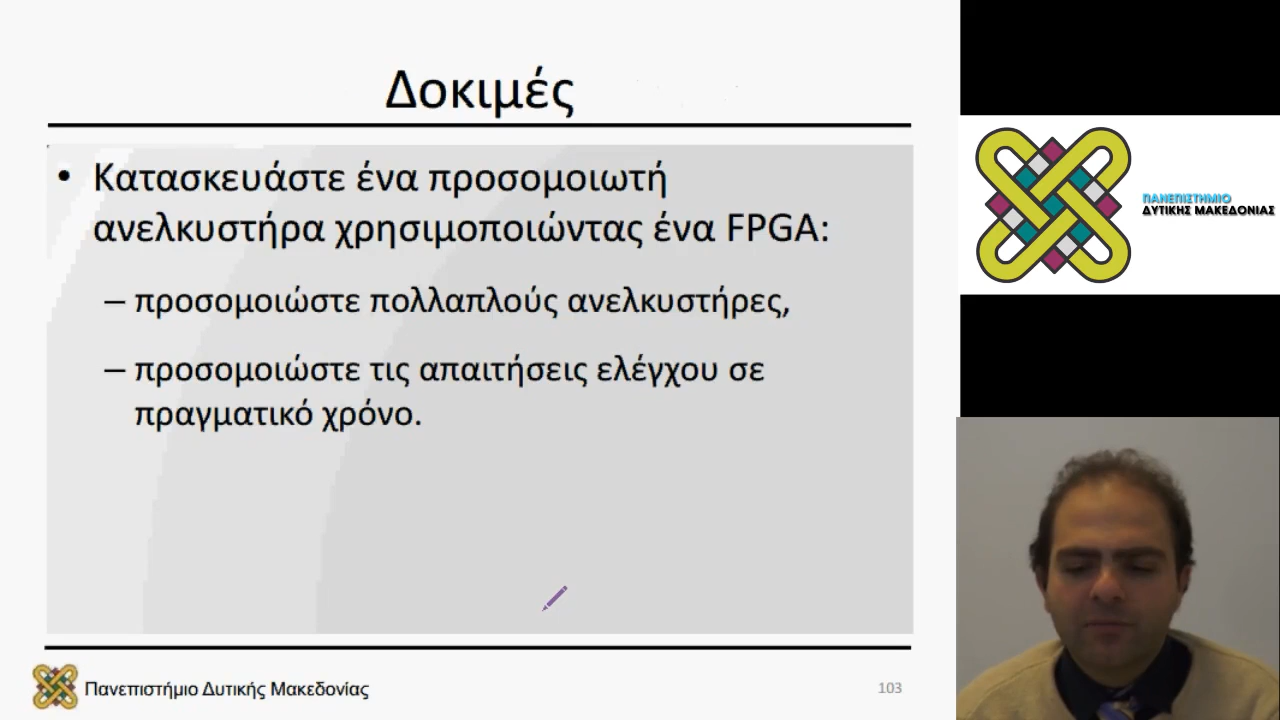 Δοκιμές
• Κατασκευάστε ένα προσομοιωτή
ανελκυστήρα χρησιμοποιώντας ένα FPGA:
– προσομοιώστε πολλαπλούς ανελκυστήρες,
– προσομοιώστε τις απαιτήσεις ελέγχου σε
πραγματικό χρόνο.
Πανεπιστήμιο Δυτικής Μακεδονίας
103
ΠΑΝΕΠΙΣΤΗΜΙΟ
ΔΥΤΙΚΗΣ ΜΑΚΕΔΟΝΙΑΣ